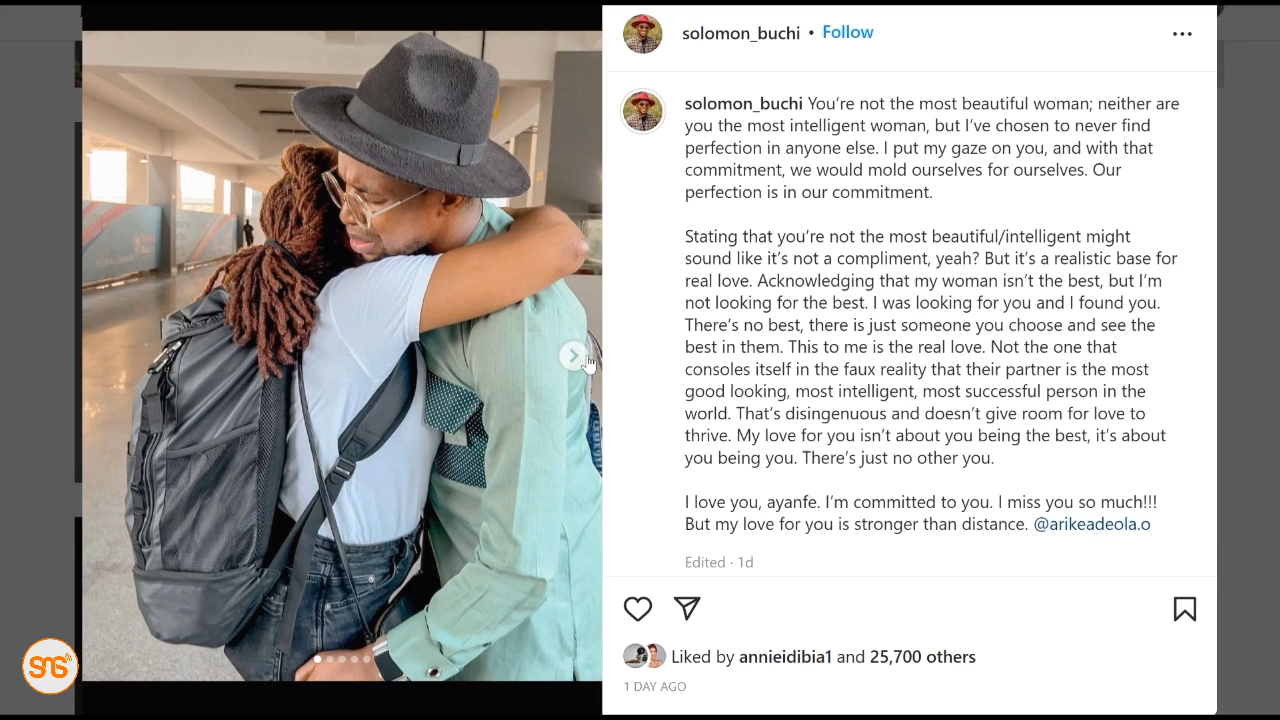 solomon_buchi • Follow
solomon_buchi You're not the most beautiful woman; neither are
you the most intelligent woman, but I've chosen to never find
perfection in anyone else. I put my gaze on you, and with that
commitment, we would mold ourselves for ourselves. Our
perfection is in our commitment.
Stating that you're not the most beautiful/intelligent might
sound like it's not a compliment, yeah? But it's a realistic base for
real love. Acknowledging that my woman isn't the best, but I'm
not looking for the best. I was looking for you and I found you.
There's no best, there is just someone you choose and see the
best in them. This to me is the real love. Not the one that
consoles itself in the faux reality that their partner is the most
good looking, most intelligent, most successful person in the
world. That's disingenuous and doesn't give room for love to
thrive. My love for you isn't about you being the best, it's about
you being you. There's just no other you.
I love you, ayanfe. I'm committed to you. I miss you so much!!!
But my love for you is stronger than distance. @arikeadeola.o
Edited · 1d
Liked by annieidibia1 and 25,700 others
1 DAY AGO
SNS